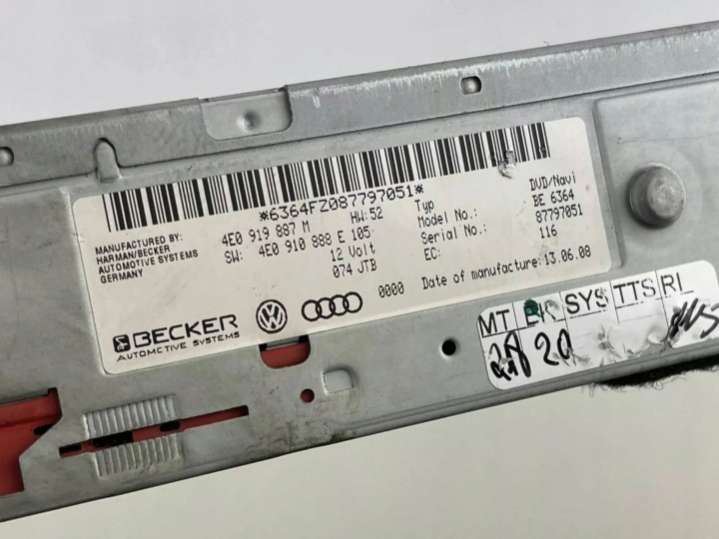 *6364FZ087797051*
MANUFACTURED BY:
HARMAN/BECKER
AUTOMOTIVE SYSTEMS
GERMANY
4E0 919 887 M HW:52
SW: 4E0 910 888 E 105:
12 Volt
074 JTB
Typ DVD/Navi
Model No.: BE 6364
Serial No.: 87797051
EC: 116
Date of manufacture: 13.06.08
0000
BECKER
AUTOMOTIVE SYSTEMS
MT SYS TTS RL
20